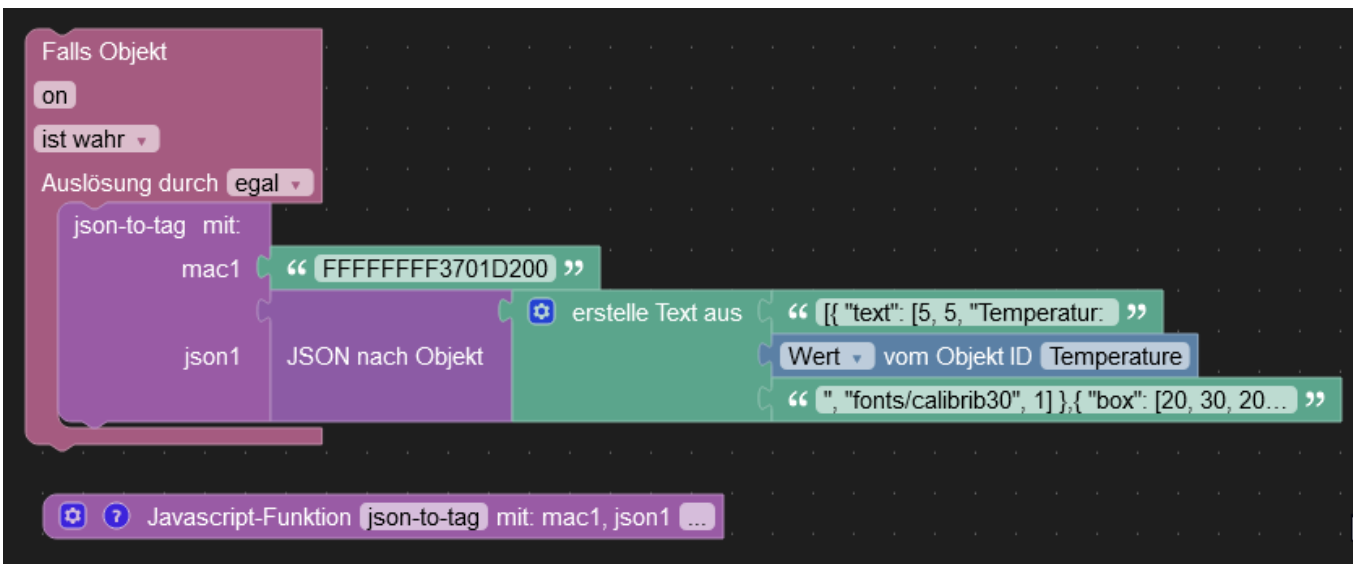 Falls Objekt
on
ist wahr
Auslösung durch egal
json-to-tag mit:
mac1 “ FFFFFFFF3701D200 ”
erstelle Text aus “ [{ "text": [5, 5, "Temperatur: ”
json1 JSON nach Objekt Wert vom Objekt ID Temperature
“ ", "fonts/calibrib30", 1] },{ "box": [20, 30, 20... ”
? Javascript-Funktion json-to-tag mit: mac1, json1 ...